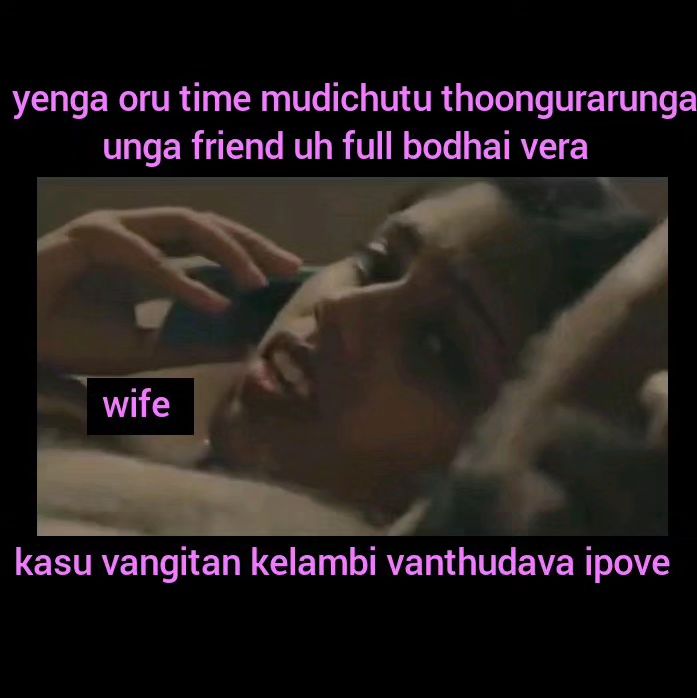 yenga oru time mudichutu thoongurarunga
unga friend uh full bodhai vera
wife
kasu vangitan kelambi vanthudava ipove